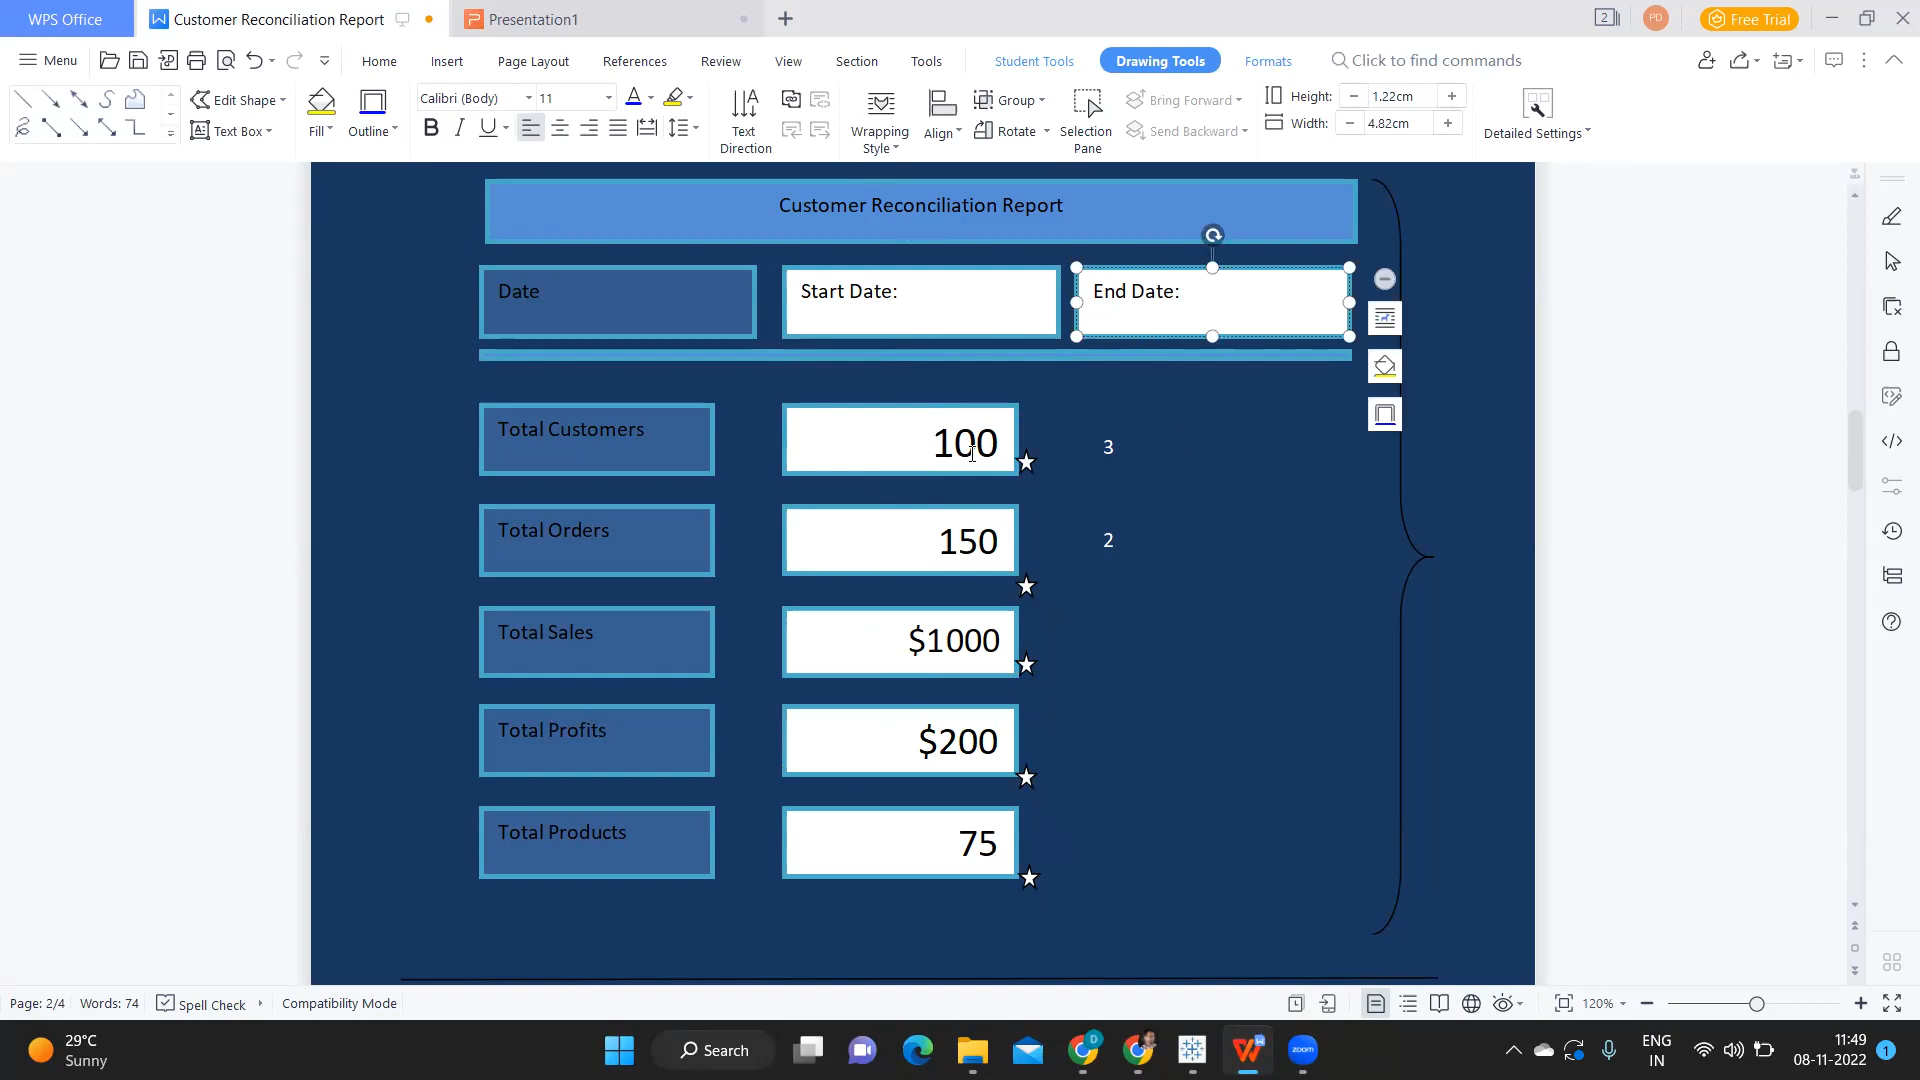 WPS Office
Customer Reconciliation Report
Presentation1
2
PD
Free Trial
Menu
Home
Insert
Page Layout
References
Review
View
Section
Tools
Student Tools
Drawing Tools
Formats
Click to find commands
Edit Shape
Text Box
Fill
Outline
Calibri (Body)
11
Text Direction
Wrapping Style
Align
Group
Rotate
Selection Pane
Bring Forward
Send Backward
Height:
1.22cm
Width:
4.82cm
Detailed Settings
Customer Reconciliation Report
Date
Start Date:
End Date:
Total Customers
100
3
Total Orders
150
2
Total Sales
$1000
Total Profits
$200
Total Products
75
Page: 2/4
Words: 74
Spell Check
Compatibility Mode
120%
29°C
Sunny
Search
zoom
ENG
IN
11:49
08-11-2022
1